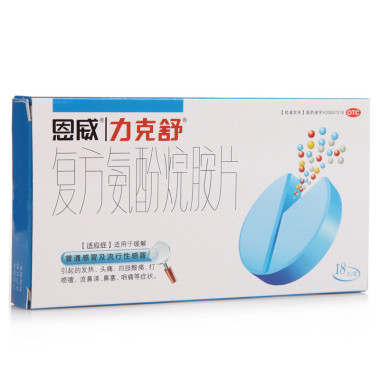 恩威® 力克舒®
OTC
复方氨酚烷胺片
【适应症】适用于缓解
普通感冒及流行性感冒
引起的发热、头痛、四肢酸痛、打
喷嚏、流鼻涕、鼻塞、咽痛等症状。
18